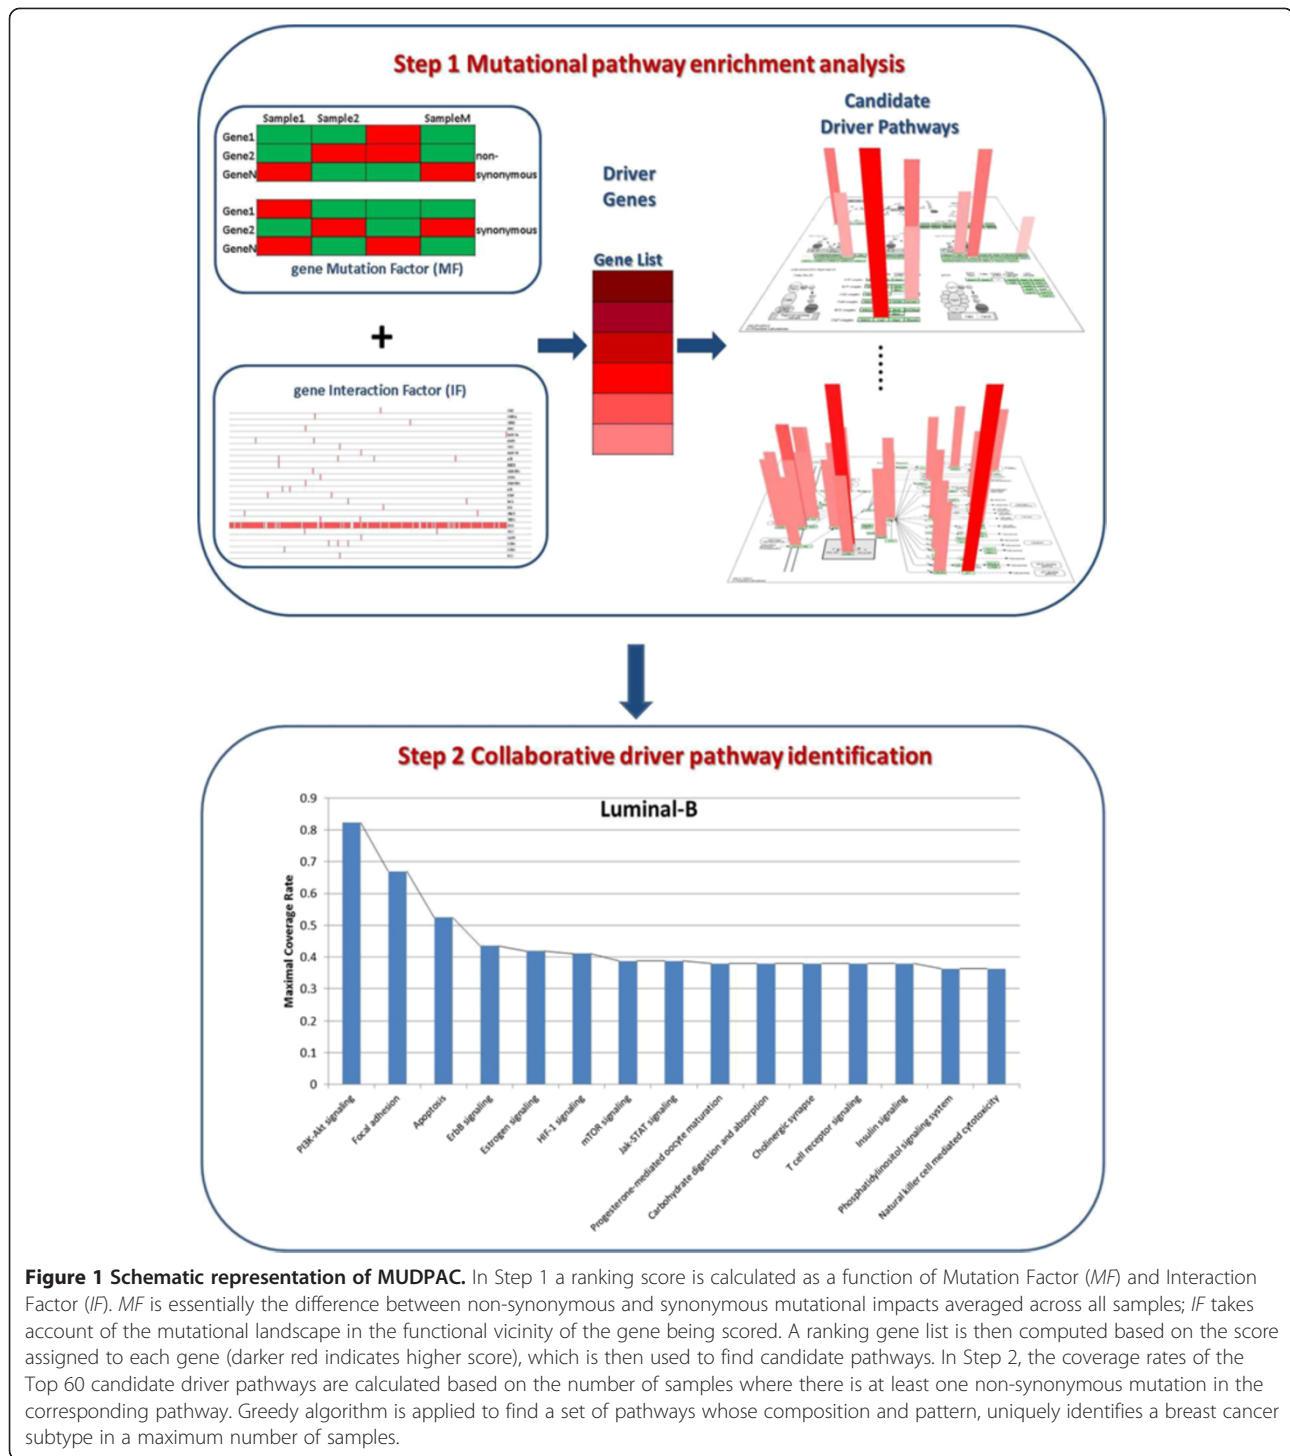 Step 1 Mutational pathway enrichment analysis
Sample1 Sample2 SampleM
Gene1
Gene2 non-
GeneN synonymous
Gene1
Gene2 synonymous
GeneN
gene Mutation Factor (MF)
+
gene Interaction Factor (IF)
Driver
Genes
Gene List
Candidate
Driver Pathways
Step 2 Collaborative driver pathway identification
Luminal-B
Maximal Coverage Rate
0.9
0.8
0.7
0.6
0.5
0.4
0.3
0.2
0.1
0
PI3K-Akt signaling
Focal adhesion
Apoptosis
ErbB signaling
Estrogen signaling
HIF-1 signaling
mTOR signaling
Jak-STAT signaling
Progesterone-mediated oocyte maturation
Carbohydrate digestion and absorption
Cholinergic synapse
T cell receptor signaling
Insulin signaling
Phosphatidylinositol signaling system
Natural killer cell mediated cytotoxicity
Figure 1 Schematic representation of MUDPAC. In Step 1 a ranking score is calculated as a function of Mutation Factor (MF) and Interaction
Factor (IF). MF is essentially the difference between non-synonymous and synonymous mutational impacts averaged across all samples; IF takes
account of the mutational landscape in the functional vicinity of the gene being scored. A ranking gene list is then computed based on the score
assigned to each gene (darker red indicates higher score), which is then used to find candidate pathways. In Step 2, the coverage rates of the
Top 60 candidate driver pathways are calculated based on the number of samples where there is at least one non-synonymous mutation in the
corresponding pathway. Greedy algorithm is applied to find a set of pathways whose composition and pattern, uniquely identifies a breast cancer
subtype in a maximum number of samples.